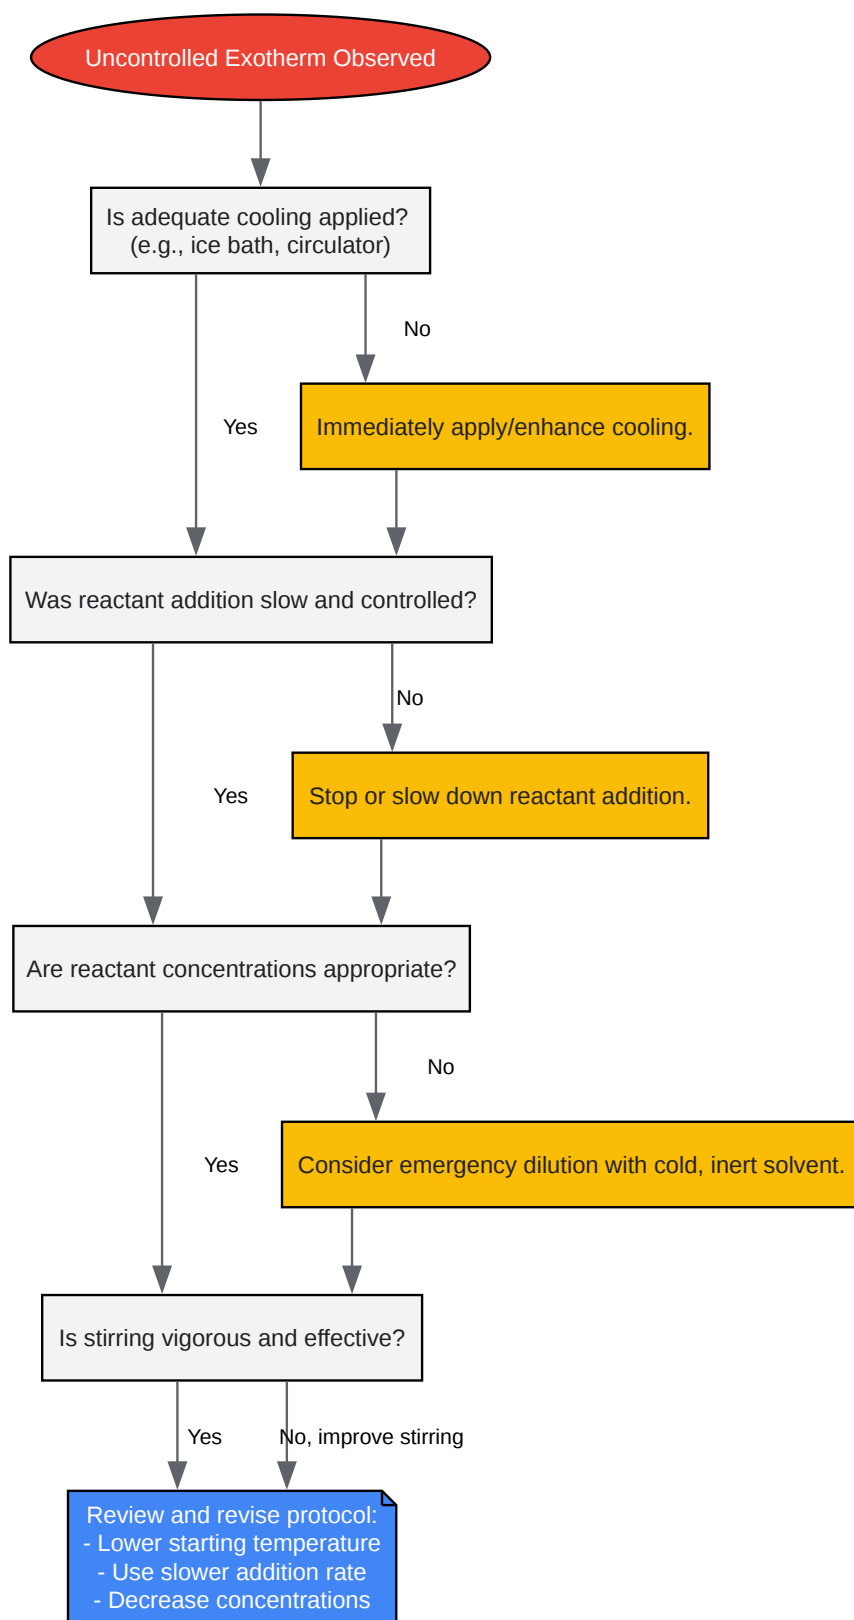 Uncontrolled Exotherm Observed
Is adequate cooling applied?
(e.g., ice bath, circulator)
No
Immediately apply/enhance cooling.
Yes
Was reactant addition slow and controlled?
No
Stop or slow down reactant addition.
Yes
Are reactant concentrations appropriate?
No
Consider emergency dilution with cold, inert solvent.
Yes
Is stirring vigorous and effective?
Yes
No, improve stirring
Review and revise protocol:
- Lower starting temperature
- Use slower addition rate
- Decrease concentrations